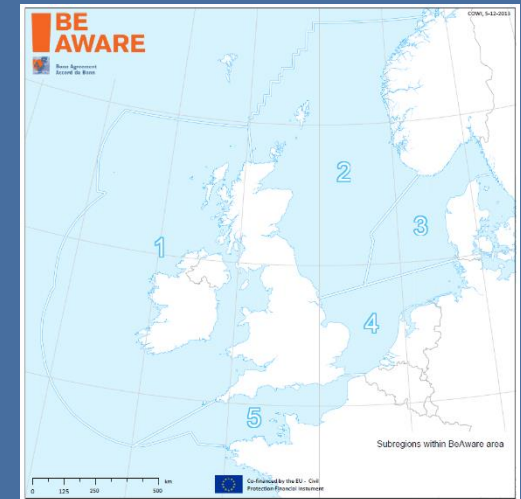 COWI, 5-12-2013
BE
AWARE
Bonn Agreement
Accord de Bonn
2
3
1
4
5
Subregions within BeAware area
km
0 125 250 500
Co-financed by the EU - Civil
Protection Financial Instrument